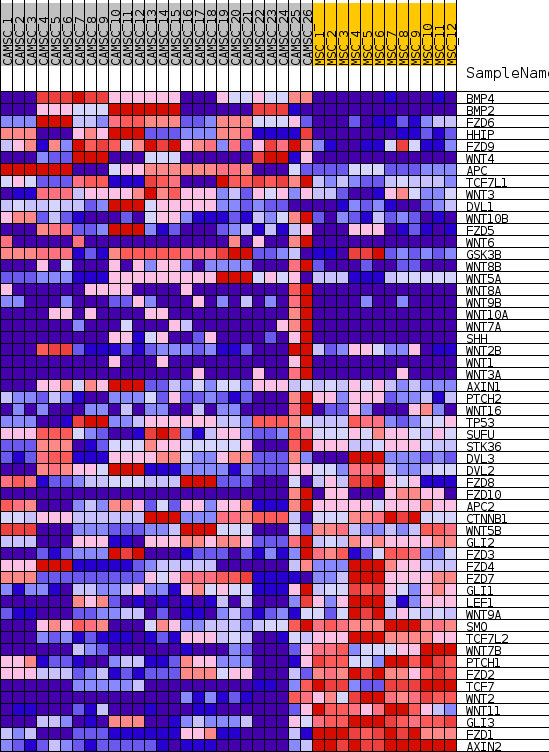 CAMSC_1
CAMSC_2
CAMSC_3
CAMSC_4
CAMSC_5
CAMSC_6
CAMSC_7
CAMSC_8
CAMSC_9
CAMSC_10
CAMSC_11
CAMSC_12
CAMSC_13
CAMSC_14
CAMSC_15
CAMSC_16
CAMSC_17
CAMSC_18
CAMSC_19
CAMSC_20
CAMSC_21
CAMSC_22
CAMSC_23
CAMSC_24
CAMSC_25
CAMSC_26
MSC_1
MSC_2
MSC_3
MSC_4
MSC_5
MSC_6
MSC_7
MSC_8
MSC_9
MSC_10
MSC_11
MSC_12
SampleName
BMP4
BMP2
FZD6
HHIP
FZD9
WNT4
APC
TCF7L1
WNT3
DVL1
WNT10B
FZD5
WNT6
GSK3B
WNT8B
WNT5A
WNT8A
WNT9B
WNT10A
WNT7A
SHH
WNT2B
WNT1
WNT3A
AXIN1
PTCH2
WNT16
TP53
SUFU
STK36
DVL3
DVL2
FZD8
FZD10
APC2
CTNNB1
WNT5B
GLI2
FZD3
FZD4
FZD7
GLI1
LEF1
WNT9A
SMO
TCF7L2
WNT7B
PTCH1
FZD2
TCF7
WNT2
WNT11
GLI3
FZD1
AXIN2